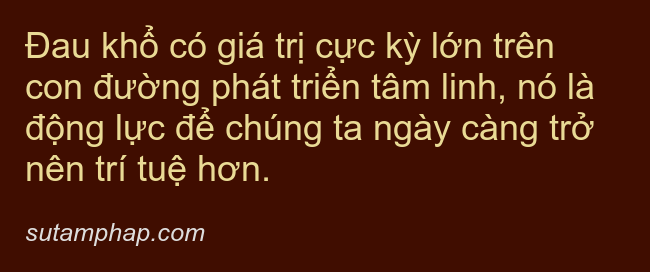 Đau khổ có giá trị cực kỳ lớn trên
con đường phát triển tâm linh, nó là
động lực để chúng ta ngày càng trở
nên trí tuệ hơn.
sutamphap.com